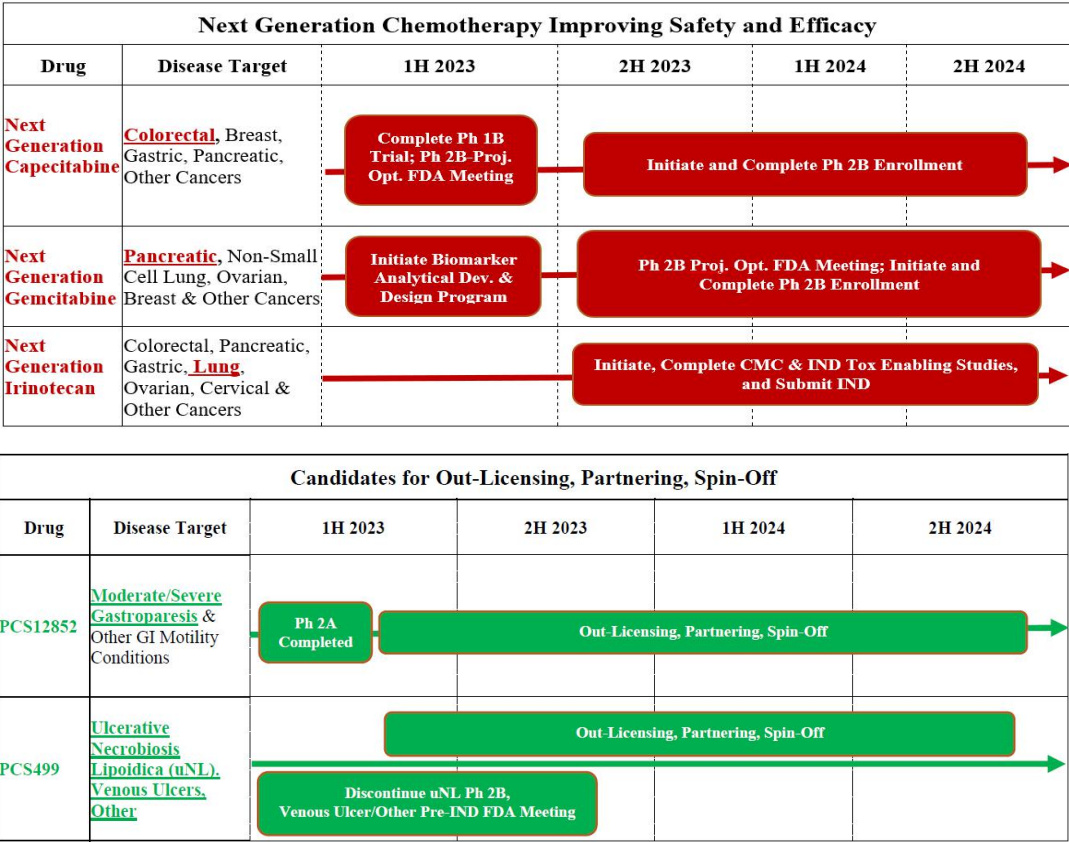 Next Generation Chemotherapy Improving Safety and Efficacy
Drug Disease Target 1H 2023 2H 2023 1H 2024 2H 2024
Next
Generation
Capecitabine
Colorectal, Breast,
Gastric, Pancreatic,
Other Cancers
Complete Ph 1B
Trial; Ph 2B-Proj.
Opt. FDA Meeting
Initiate and Complete Ph 2B Enrollment
Next
Generation
Gemcitabine
Pancreatic, Non-Small
Cell Lung, Ovarian,
Breast & Other Cancers
Initiate Biomarker
Analytical Dev. &
Design Program
Ph 2B Proj. Opt. FDA Meeting; Initiate and
Complete Ph 2B Enrollment
Next
Generation
Irinotecan
Colorectal, Pancreatic,
Gastric, Lung,
Ovarian, Cervical &
Other Cancers
Initiate, Complete CMC & IND Tox Enabling Studies,
and Submit IND
Candidates for Out-Licensing, Partnering, Spin-Off
Drug Disease Target 1H 2023 2H 2023 1H 2024 2H 2024
PCS12852
Moderate/Severe
Gastroparesis &
Other GI Motility
Conditions
Ph 2A
Completed
Out-Licensing, Partnering, Spin-Off
PCS499
Ulcerative
Necrobiosis
Lipoidica (uNL).
Venous Ulcers,
Other
Out-Licensing, Partnering, Spin-Off
Discontinue uNL Ph 2B,
Venous Ulcer/Other Pre-IND FDA Meeting